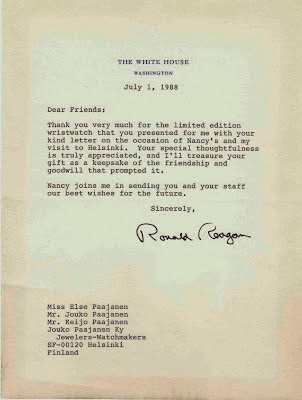 THE WHITE HOUSE
WASHINGTON
July 1, 1988
Dear Friends:
Thank you very much for the limited edition
wristwatch that you presented for me with your
kind letter on the occasion of Nancy's and my
visit to Helsinki. Your special thoughtfulness
is truly appreciated, and I'll treasure your
gift as a keepsake of the friendship and
goodwill that prompted it.
Nancy joins me in sending you and your staff
our best wishes for the future.
Sincerely,
Ronald Reagan
Miss Else Paajanen
Mr. Jouko Paajanen
Mr. Keijo Paajanen
Jouko Paajanen Ky
Jewelers-Watchmakers
SF-00120 Helsinki
Finland